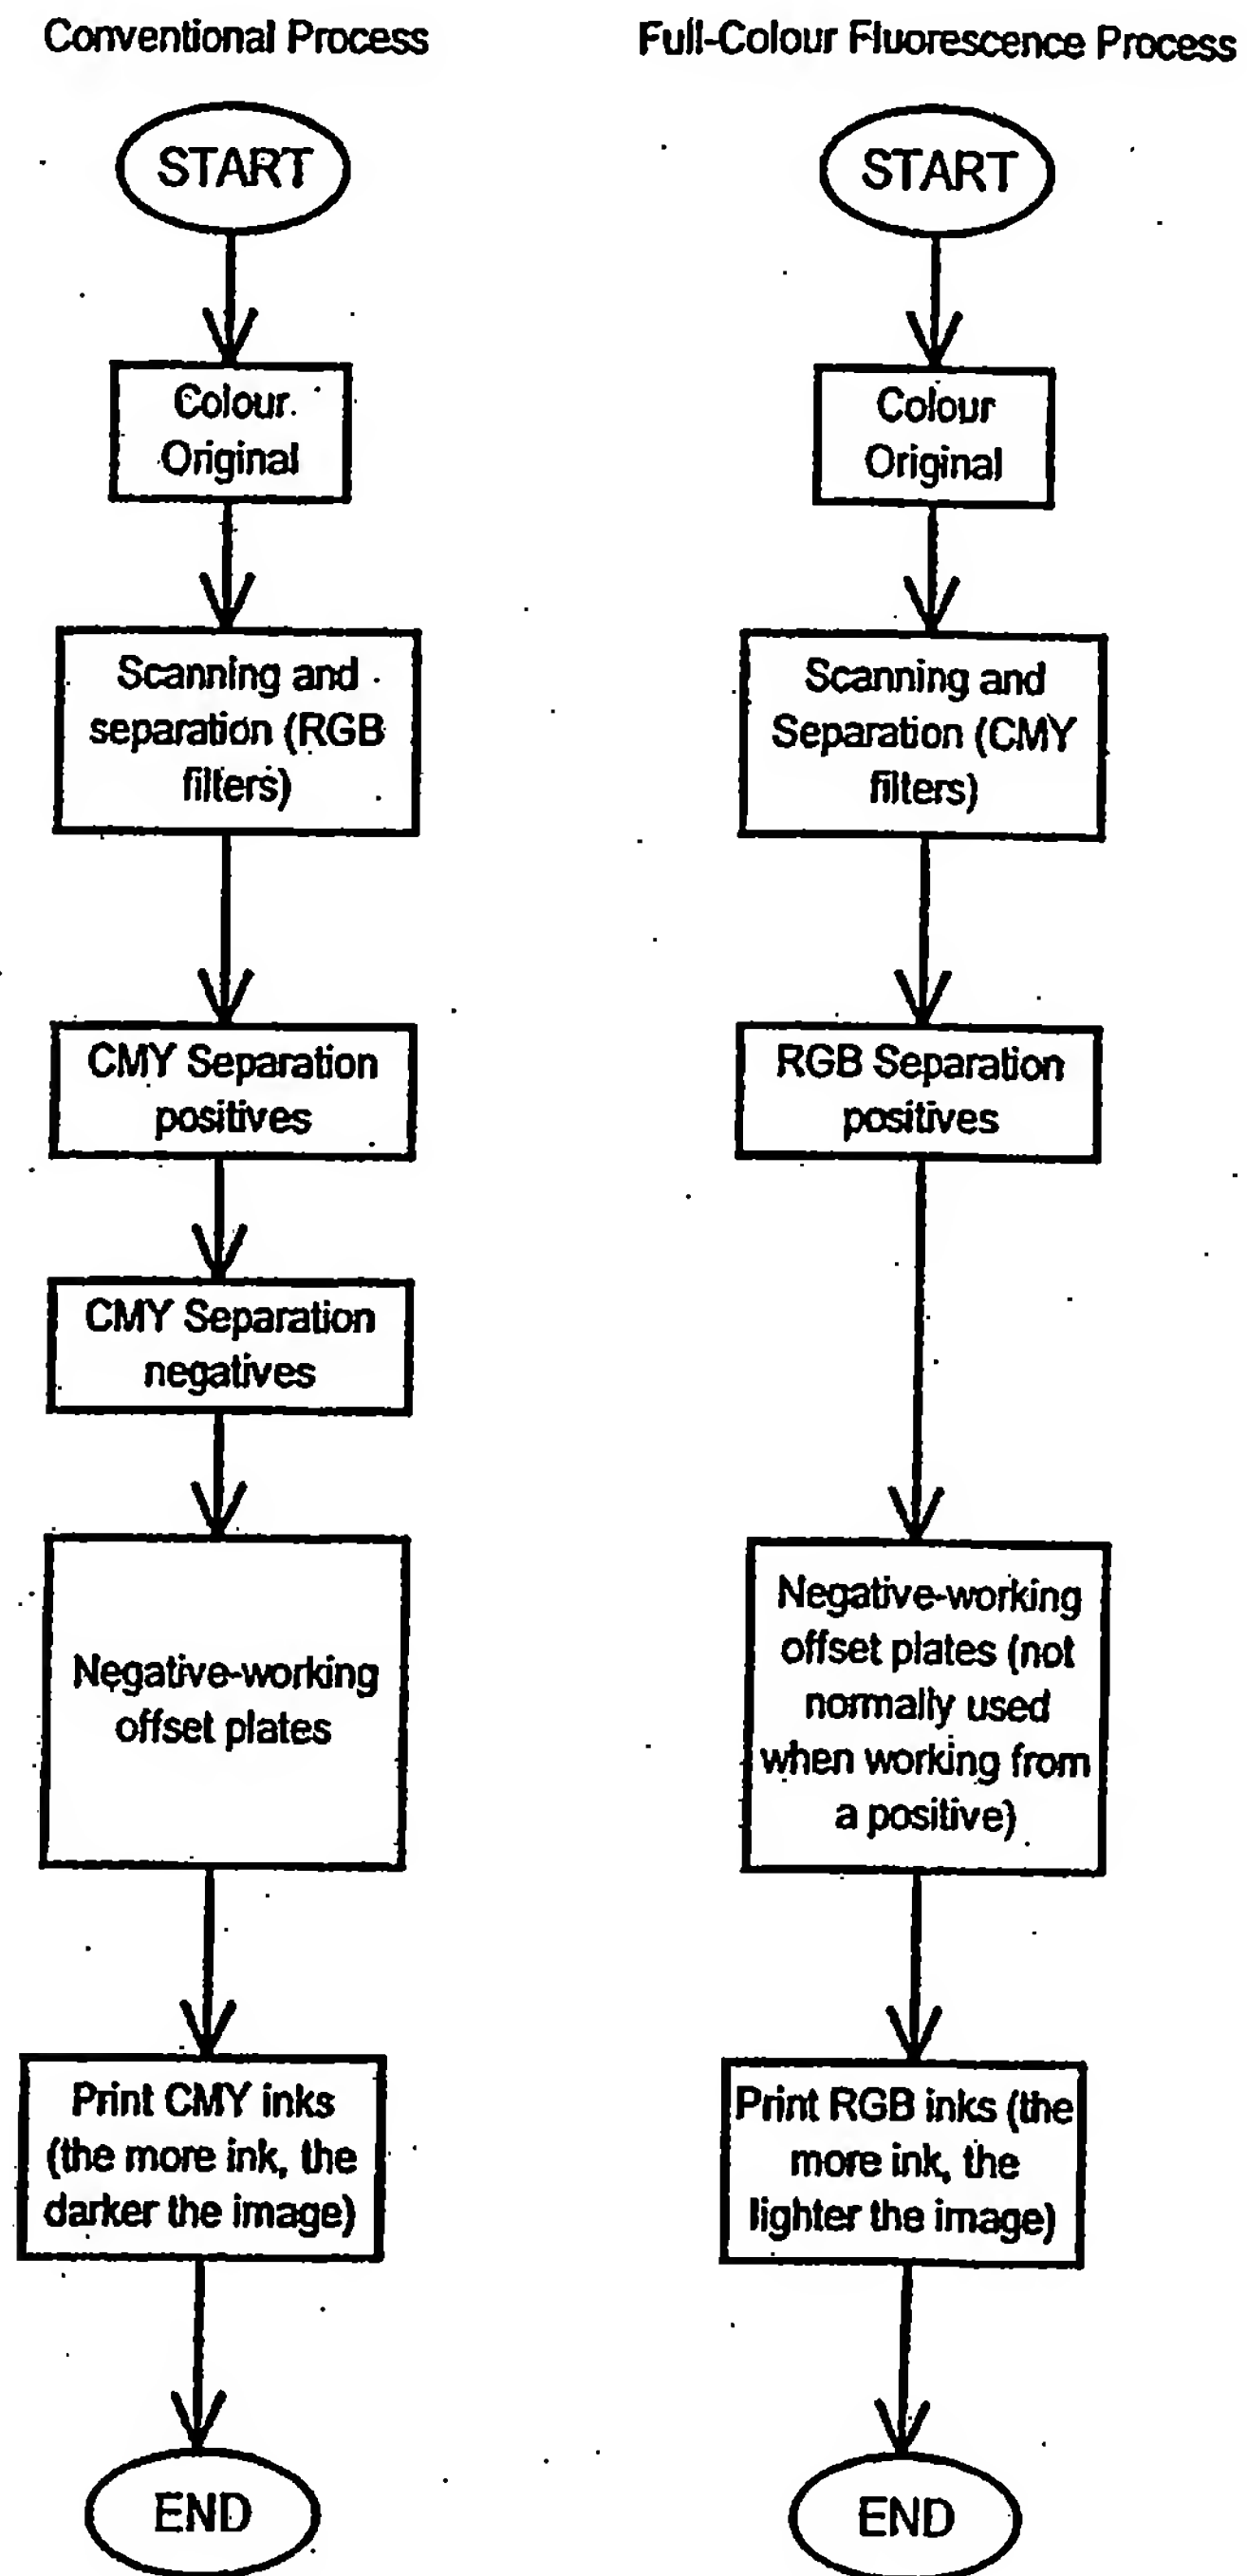 Conventional Process
START
Colour
Original
Scanning and
separation (RGB
filters)
CMY Separation
positives
CMY Separation
negatives
Negative-working
offset plates
Print CMY inks
(the more ink, the
darker the image)
END
Full-Colour Fluorescence Process
START
Colour
Original
Scanning and
Separation (CMY
filters)
RGB Separation
positives
Negative-working
offset plates (not
normally used
when working from
a positive)
Print RGB inks (the
more ink, the
lighter the image)
END